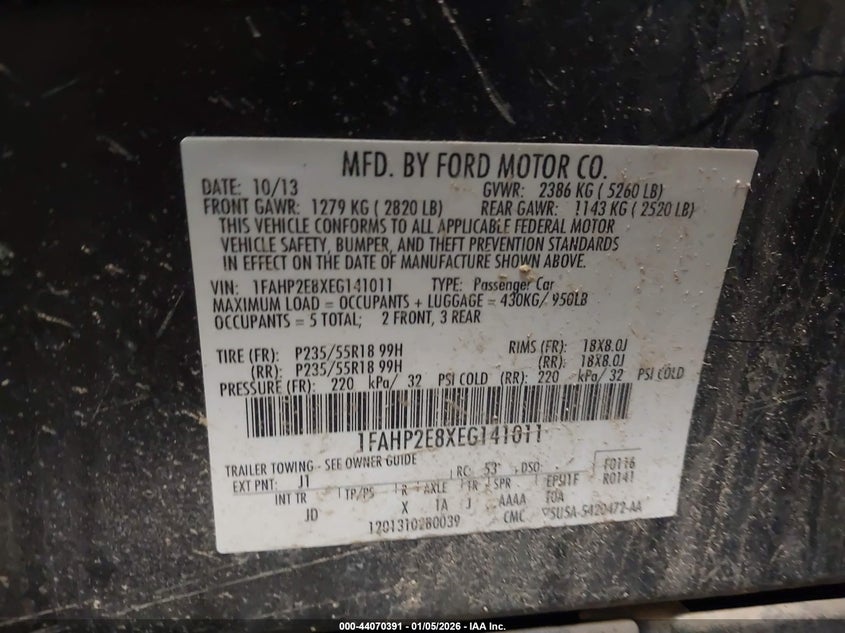 MFD. BY FORD MOTOR CO.
DATE: 10/13 GVWR: 2386 KG ( 5260 LB)
FRONT GAWR: 1279 KG ( 2820 LB) REAR GAWR: 1143 KG ( 2520 LB)
THIS VEHICLE CONFORMS TO ALL APPLICABLE FEDERAL MOTOR
VEHICLE SAFETY, BUMPER, AND THEFT PREVENTION STANDARDS
IN EFFECT ON THE DATE OF MANUFACTURE SHOWN ABOVE.
VIN: 1FAHP2E8XEG141011 TYPE: Passenger Car
MAXIMUM LOAD = OCCUPANTS + LUGGAGE = 430KG/ 950LB
OCCUPANTS = 5 TOTAL; 2 FRONT, 3 REAR
TIRE (FR): P235/55R18 99H RIMS (FR): 18X8.0J
(RR): P235/55R18 99H (RR): 18X8.0J
PRESSURE (FR): 220 kPa/ 32 PSI COLD (RR): 220 kPa/ 32 PSI COLD
1FAHP2E8XEG141011
TRAILER TOWING - SEE OWNER GUIDE RC: 53 DSO: F0116
EXT PNT: J1 R0141
INT TR TP/PS R AXLE TR SPR
JD X 1A J AAAA
1201310280039 CMC
000-44070391 - 01/05/2026 - IAA Inc.